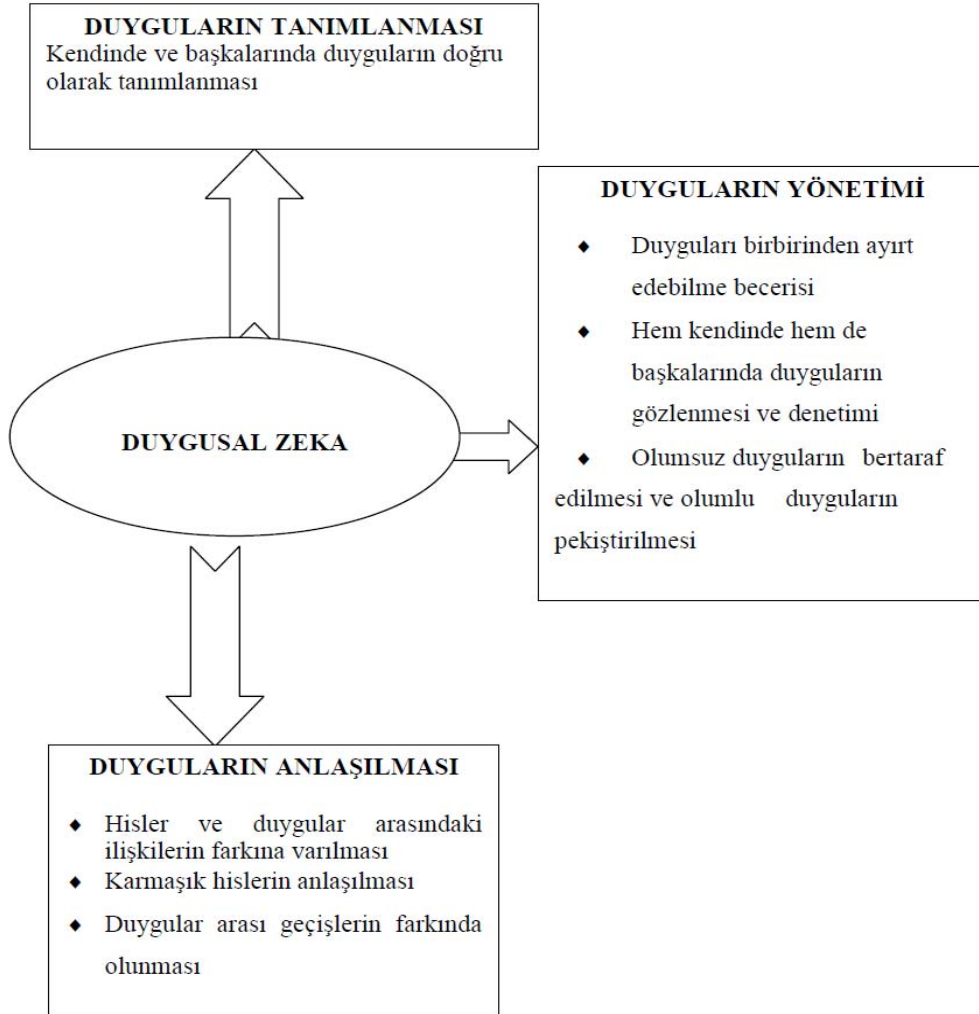 DUYGULARIN TANIMLANMASI
Kendinde ve başkalarında duyguların doğru
olarak tanımlanması
DUYGULARIN YÖNETİMİ
◆ Duyguları birbirinden ayırt
edebilme becerisi
◆ Hem kendinde hem de
başkalarında duyguların
gözlenmesi ve denetimi
◆ Olumsuz duyguların bertaraf
edilmesi ve olumlu duyguların
pekiştirilmesi
DUYGUSAL ZEKA
DUYGULARIN ANLAŞILMASI
◆ Hisler ve duygular arasındaki
ilişkilerin farkına varılması
◆ Karmaşık hislerin anlaşılması
◆ Duygular arası geçişlerin farkında
olunması